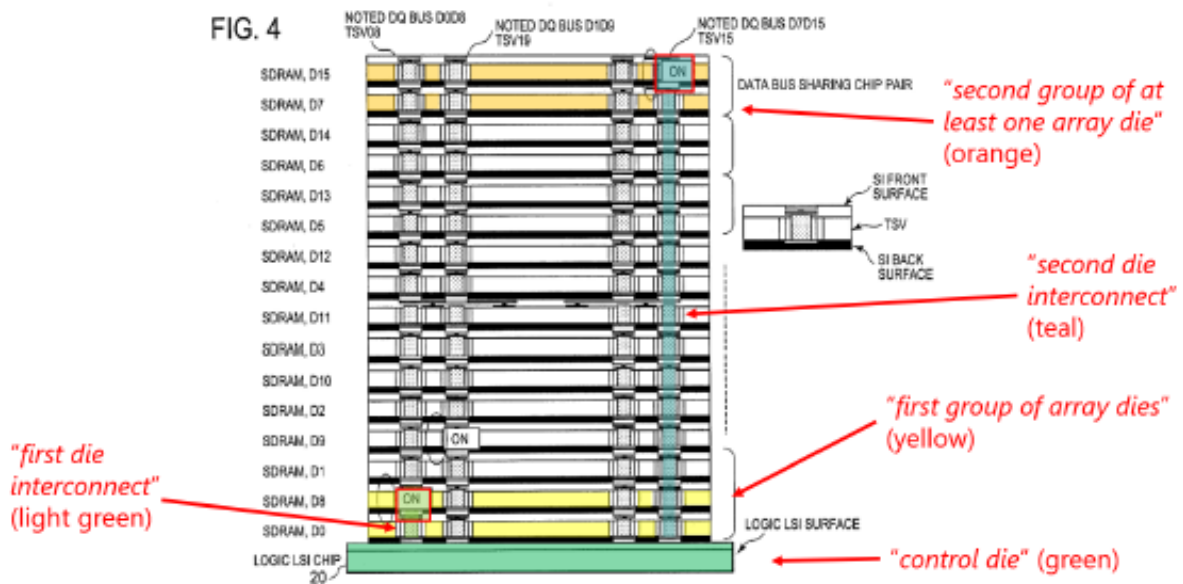 FIG. 4
NOTED DQ BUS D0D8
TSV08
NOTED DQ BUS D1D9
TSV19
NOTED DQ BUS D7D15
TSV15
SDRAM, D15
ON
SDRAM, D7
DATA BUS SHARING CHIP PAIR
"second group of at
least one array die"
(orange)
SDRAM, D14
SDRAM, D6
SDRAM, D13
SI FRONT
SURFACE
SDRAM, D5
TSV
SDRAM, D12
SI BACK
SURFACE
SDRAM, D4
"second die
interconnect"
(teal)
SDRAM, D11
SDRAM, D3
SDRAM, D10
SDRAM, D2
"first group of array dies"
(yellow)
SDRAM, D9
ON
"first die
interconnect"
(light green)
SDRAM, D1
SDRAM, D8
ON
SDRAM, D0
LOGIC LSI SURFACE
LOGIC LSI CHIP
20
"control die" (green)